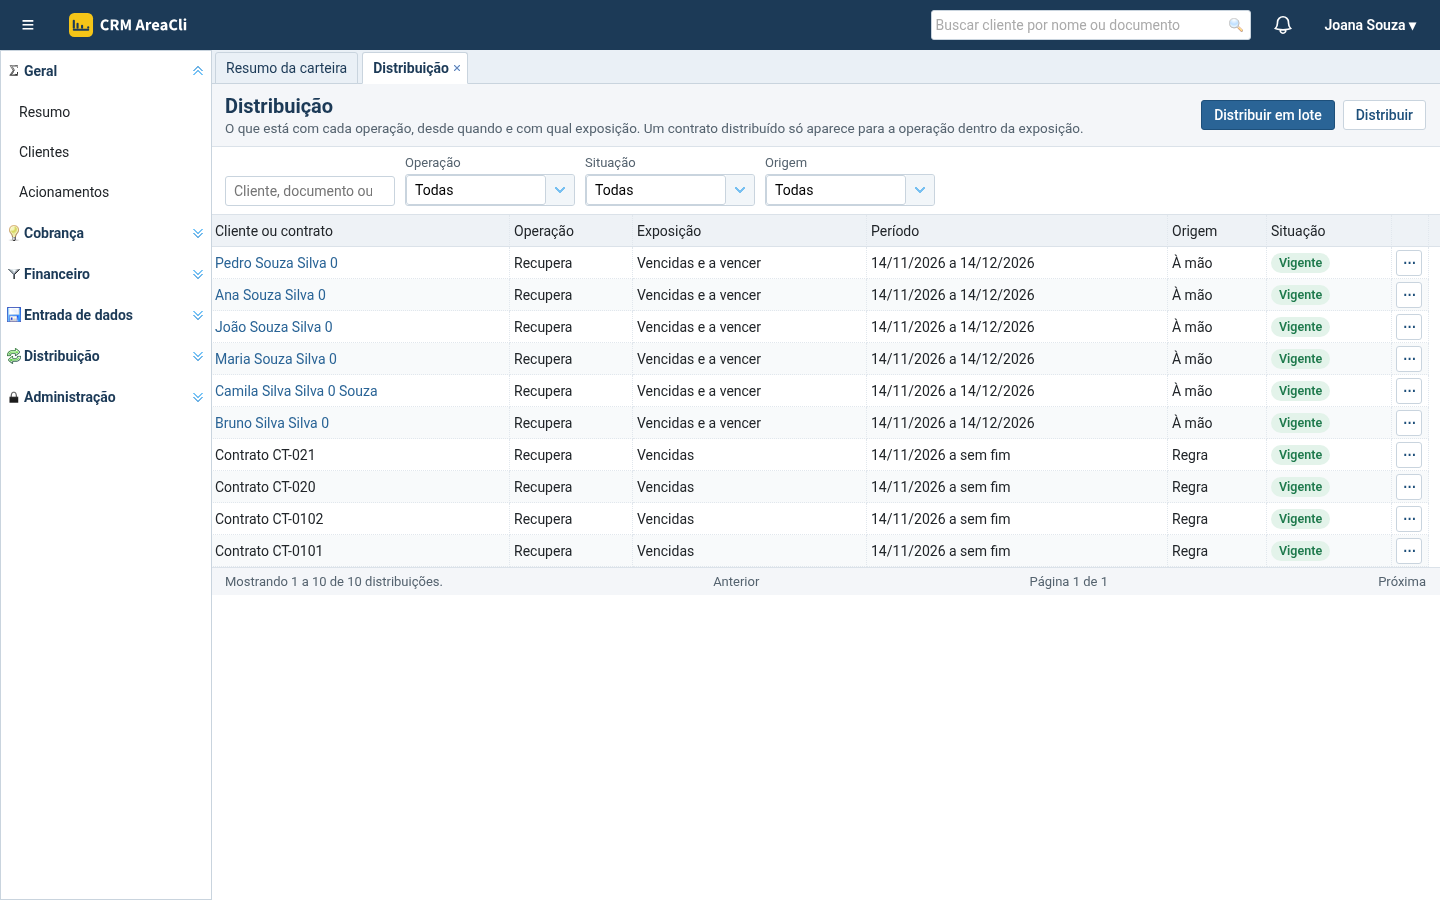 CRM AreaCli
Buscar cliente por nome ou documento
Joana Souza ▾
Geral
Resumo
Clientes
Acionamentos
Cobrança
Financeiro
Entrada de dados
Distribuição
Administração
Resumo da carteira
Distribuição ×
Distribuição
O que está com cada operação, desde quando e com qual exposição. Um contrato distribuído só aparece para a operação dentro da exposição.
Distribuir em lote
Distribuir
Cliente, documento ou
Operação
Todas
Situação
Todas
Origem
Todas
Cliente ou contrato Operação Exposição Período Origem Situação
Pedro Souza Silva 0 Recupera Vencidas e a vencer 14/11/2026 a 14/12/2026 À mão Vigente ...
Ana Souza Silva 0 Recupera Vencidas e a vencer 14/11/2026 a 14/12/2026 À mão Vigente ...
João Souza Silva 0 Recupera Vencidas e a vencer 14/11/2026 a 14/12/2026 À mão Vigente ...
Maria Souza Silva 0 Recupera Vencidas e a vencer 14/11/2026 a 14/12/2026 À mão Vigente ...
Camila Silva Silva 0 Souza Recupera Vencidas e a vencer 14/11/2026 a 14/12/2026 À mão Vigente ...
Bruno Silva Silva 0 Recupera Vencidas e a vencer 14/11/2026 a 14/12/2026 À mão Vigente ...
Contrato CT-021 Recupera Vencidas 14/11/2026 a sem fim Regra Vigente ...
Contrato CT-020 Recupera Vencidas 14/11/2026 a sem fim Regra Vigente ...
Contrato CT-0102 Recupera Vencidas 14/11/2026 a sem fim Regra Vigente ...
Contrato CT-0101 Recupera Vencidas 14/11/2026 a sem fim Regra Vigente ...
Mostrando 1 a 10 de 10 distribuições. Anterior Página 1 de 1 Próxima